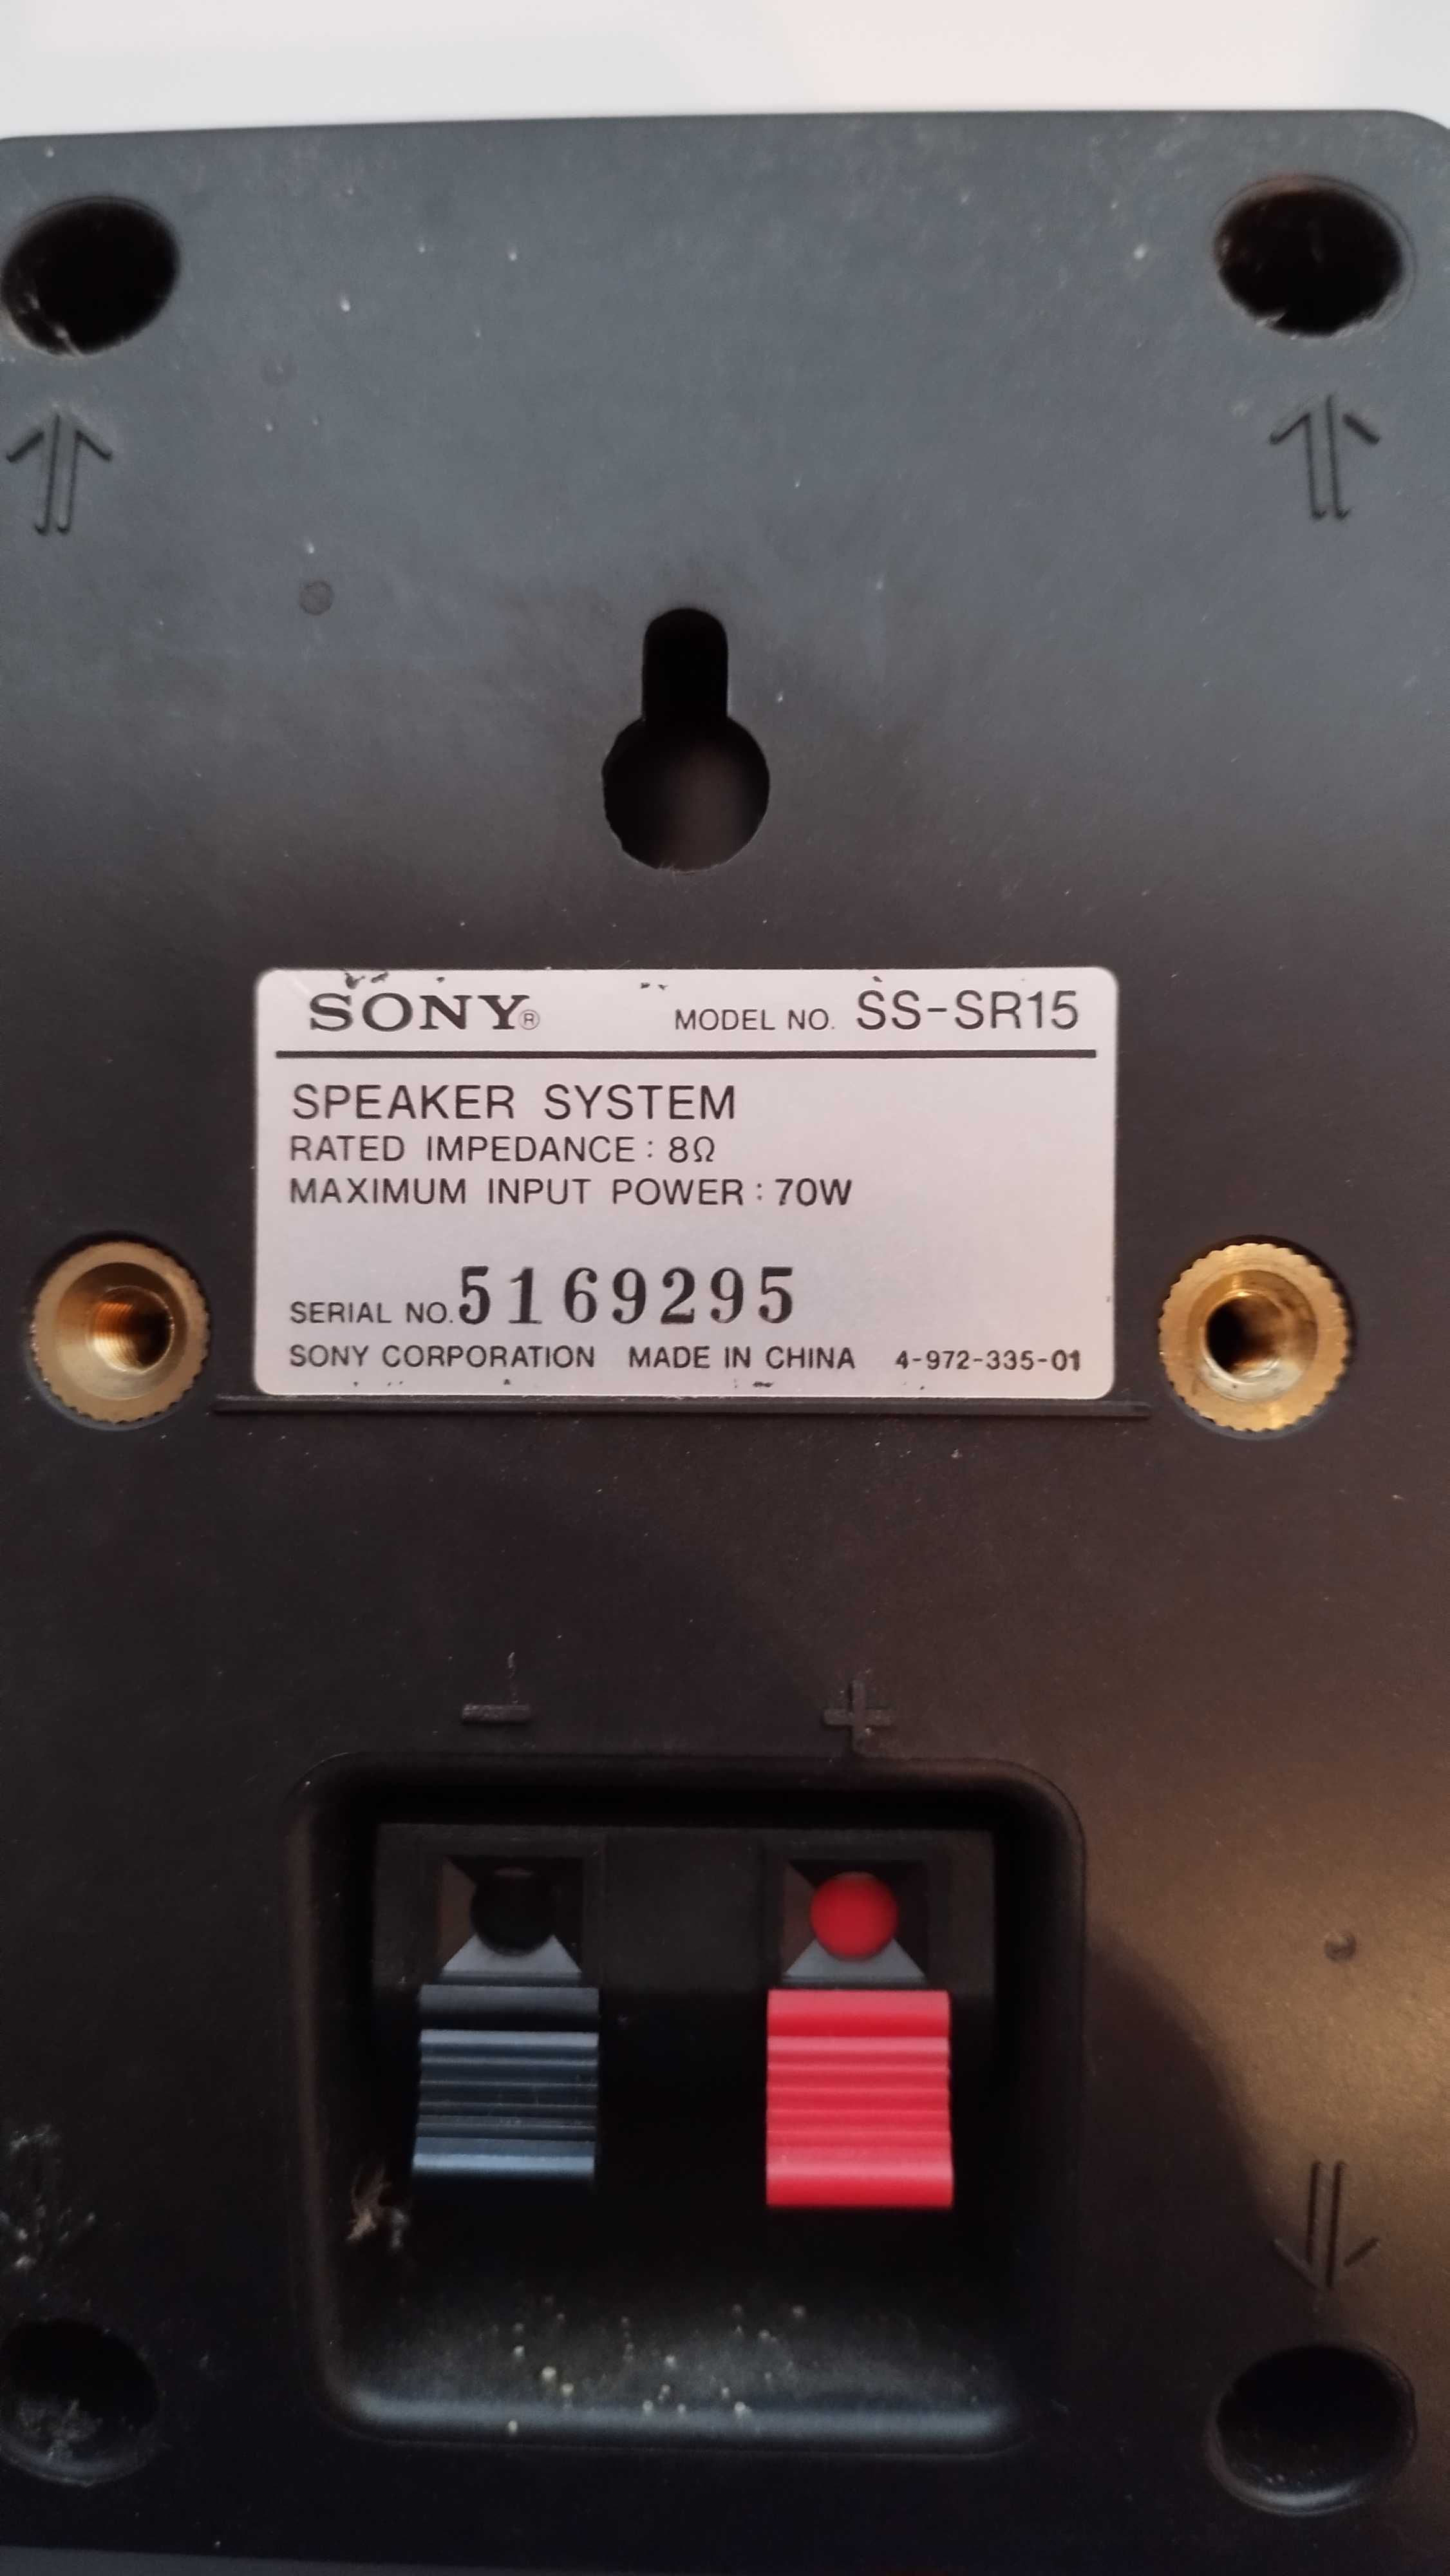 SONY® MODEL NO. SS-SR15
SPEAKER SYSTEM
RATED IMPEDANCE : 8Ω
MAXIMUM INPUT POWER : 70W
SERIAL NO. 5169295
SONY CORPORATION MADE IN CHINA 4-972-335-01
− +